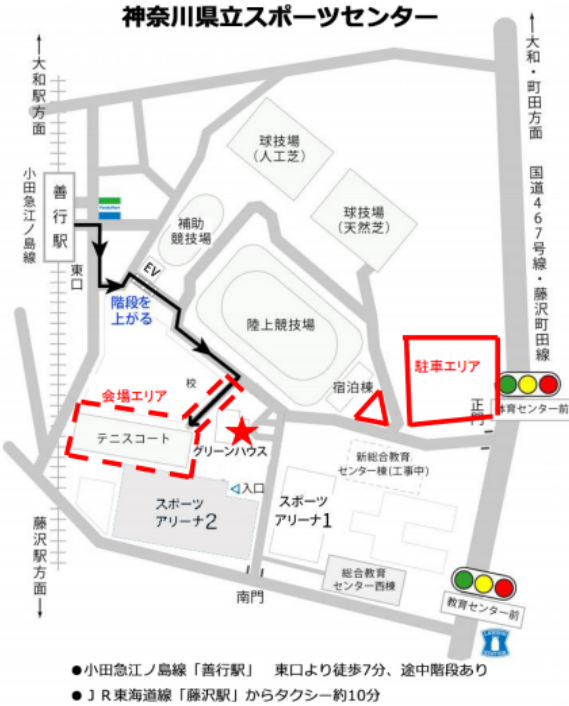 神奈川県立スポーツセンター
↑大和駅方面
↑大和・町田方面
国道467号線・藤沢町田線
小田急江ノ島線
善行駅
東口
FamilyMart
球技場
(人工芝)
球技場
(天然芝)
補助
競技場
EV
階段を
上がる
陸上競技場
駐車エリア
宿泊棟
会場エリア
校
正門
体育センター前
テニスコート
グリーンハウス
新総合教育
センター棟(工事中)
◁入口
スポーツ
アリーナ2
スポーツ
アリーナ1
総合教育
センター西棟
南門
教育センター前
LAWSON
藤沢駅方面↓
●小田急江ノ島線「善行駅」　東口より徒歩7分、途中階段あり
●ＪＲ東海道線「藤沢駅」からタクシー約10分